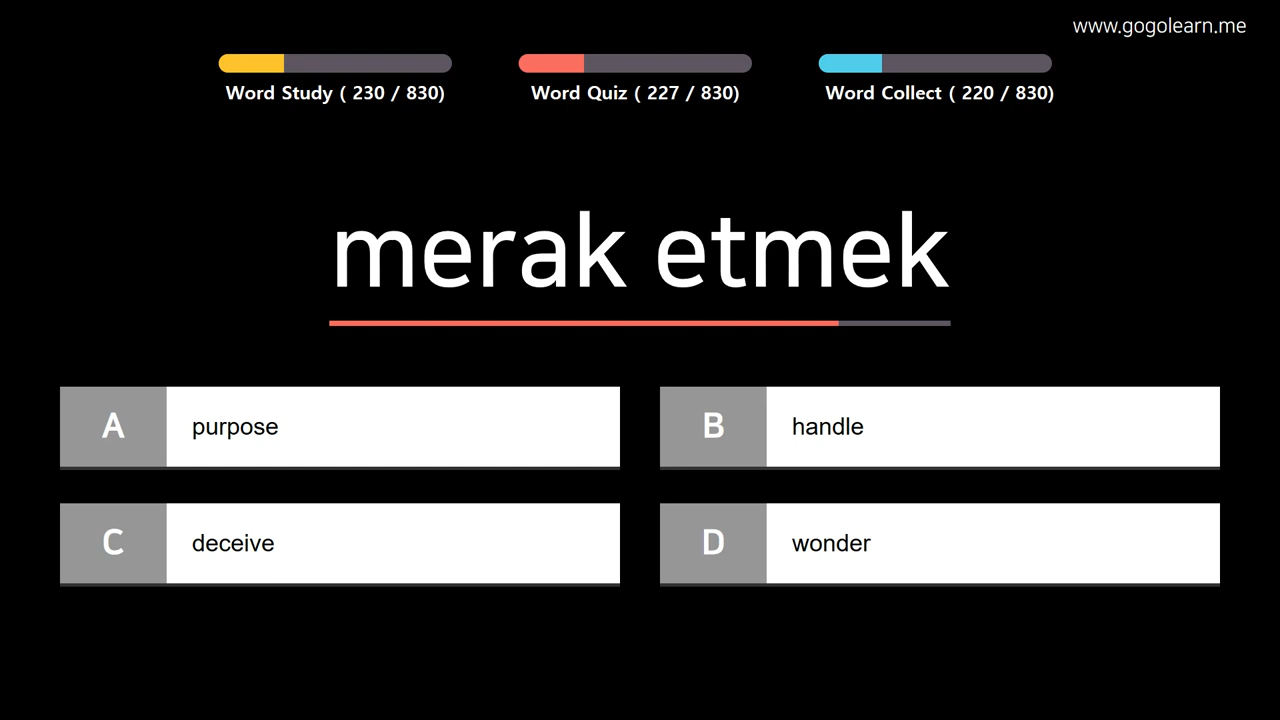 www.gogolearn.me
Word Study ( 230 / 830)
Word Quiz ( 227 / 830)
Word Collect ( 220 / 830)
merak etmek
A purpose
B handle
C deceive
D wonder